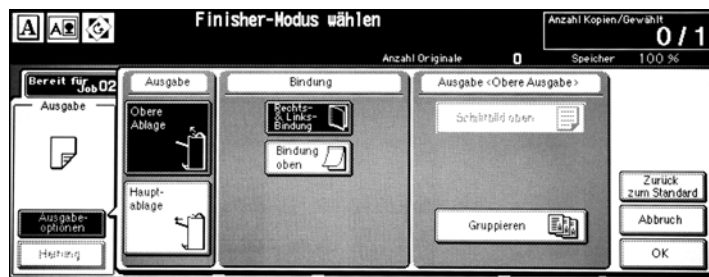 A A
Finisher-Modus wählen
Anzahl Kopien/Gewählt
0 / 1
Anzahl Originale 0 Speicher 100 %
Bereit für
Job 02
Ausgabe
Ausgabe-
optionen
Heftung
Ausgabe
Obere
Ablage
Haupt-
ablage
Bindung
Rechts-
& Links-
Bindung
Bindung
oben
Ausgabe <Obere Ausgabe>
Schriftbild oben
Gruppieren
Zurück
zum Standard
Abbruch
OK